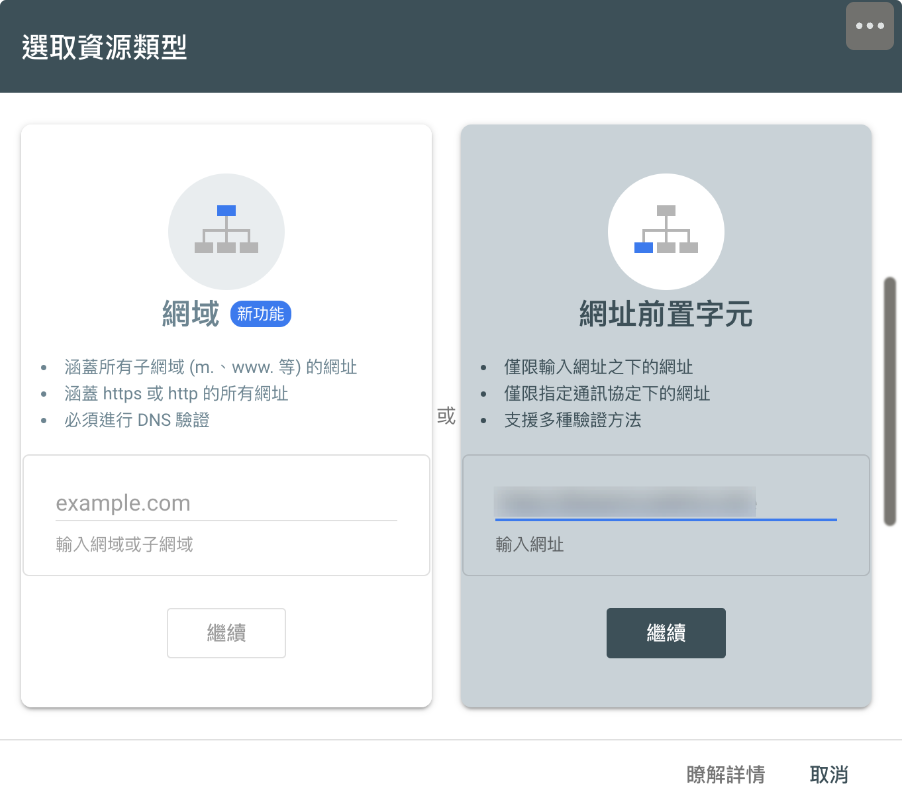 選取資源類型
網域 新功能
涵蓋所有子網域 (m.、www. 等) 的網址
涵蓋 https 或 http 的所有網址
必須進行 DNS 驗證
example.com
輸入網域或子網域
繼續
或
網址前置字元
僅限輸入網址之下的網址
僅限指定通訊協定下的網址
支援多種驗證方法
輸入網址
繼續
瞭解詳情 取消